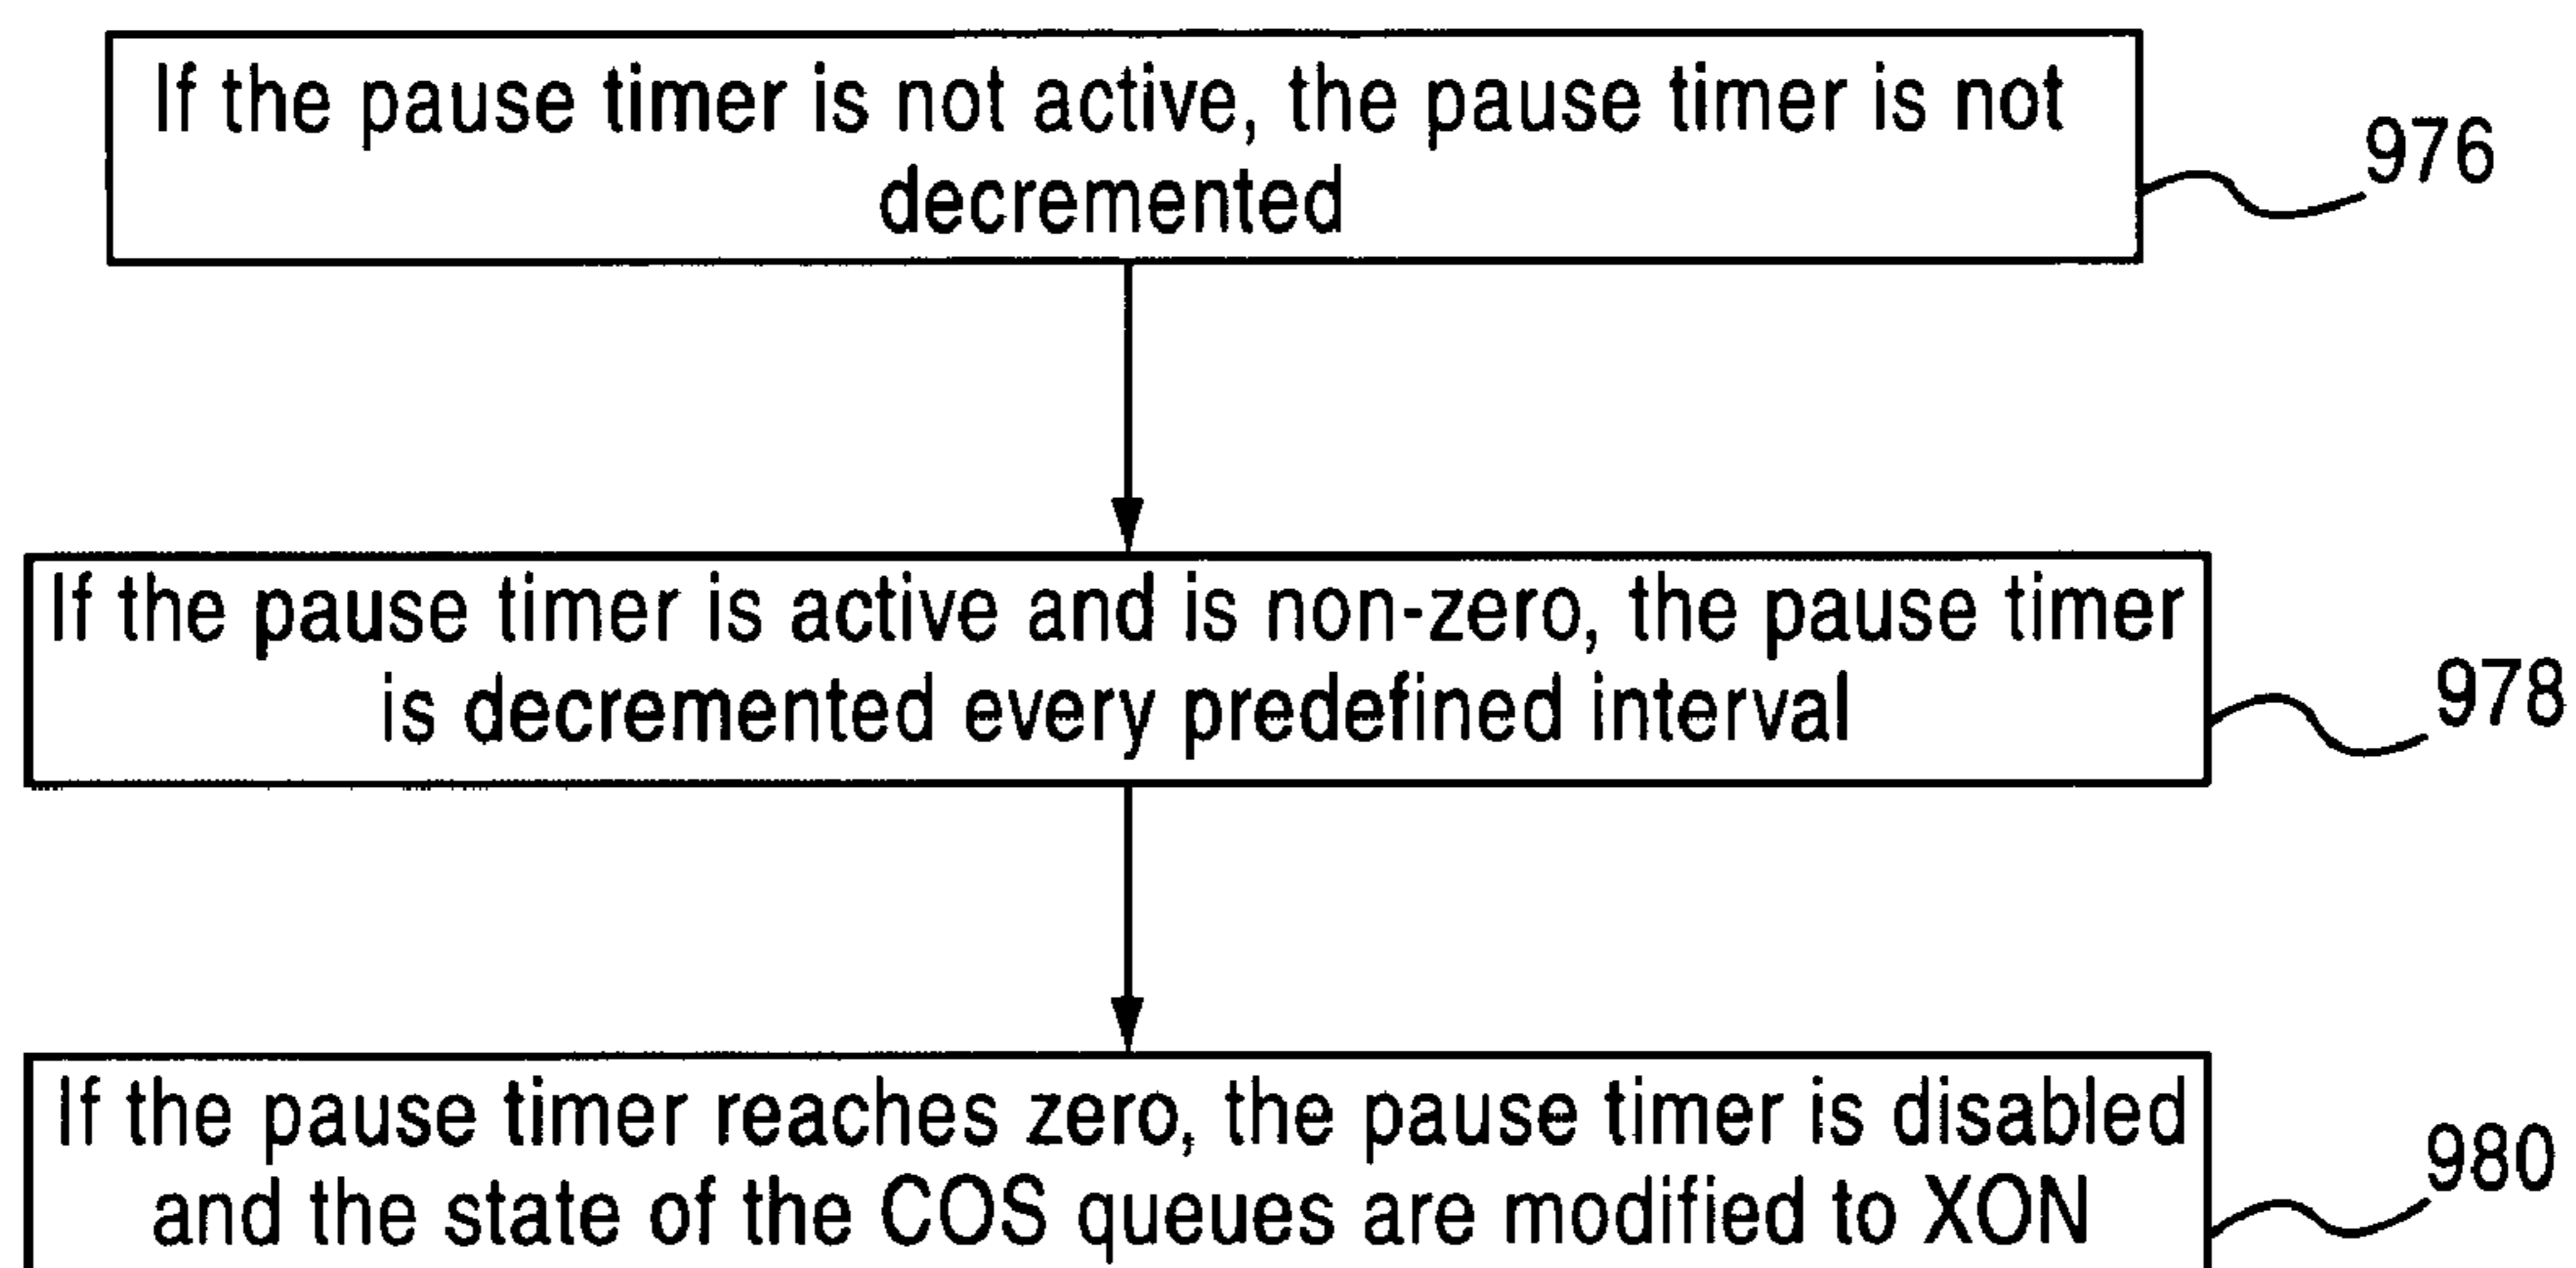 If the pause timer is not active, the pause timer is not
decremented
976
If the pause timer is active and is non-zero, the pause timer
is decremented every predefined interval
978
If the pause timer reaches zero, the pause timer is disabled
and the state of the COS queues are modified to XON
980